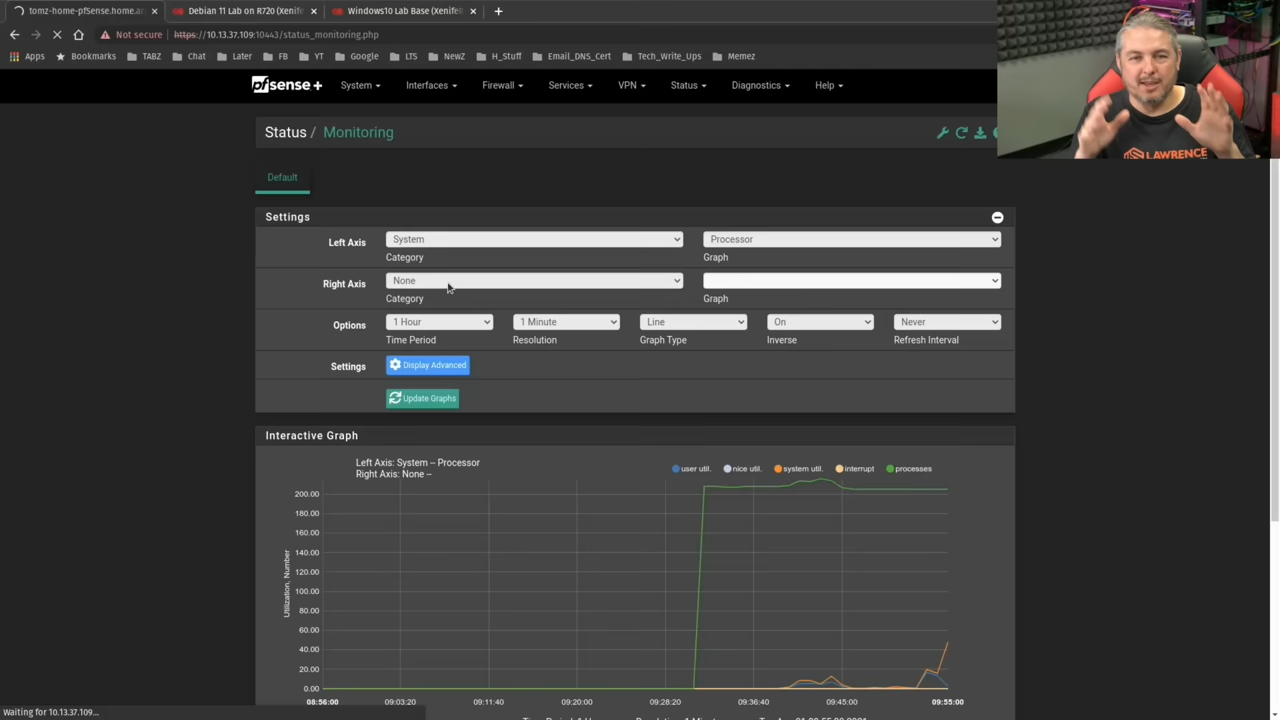 tomz-home-pfSense.home.ar
Debian 11 Lab on R720 (Xenife
Windows10 Lab Base (Xenifer
Not secure https://10.13.37.109:10443/status_monitoring.php
Apps Bookmarks TABZ Chat Later FB YT Google LTS NewZ H_Stuff Email_DNS_Cert Tech_Write_Ups Memez
pfsense + System Interfaces Firewall Services VPN Status Diagnostics Help
LAWRENCE
Status / Monitoring
Default
Settings
Left Axis System Processor
Category Graph
Right Axis None
Category Graph
Options 1 Hour 1 Minute Line On Never
Time Period Resolution Graph Type Inverse Refresh Interval
Settings Display Advanced
Update Graphs
Interactive Graph
Left Axis: System -- Processor
Right Axis: None --
user util. nice util. system util. interrupt processes
200.00
180.00
160.00
140.00
120.00
100.00
80.00
60.00
40.00
20.00
0.00
Utilization, Number
08:56:00 09:03:20 09:11:40 09:20:00 09:28:20 09:36:40 09:45:00 09:55:00
Waiting for 10.13.37.109...